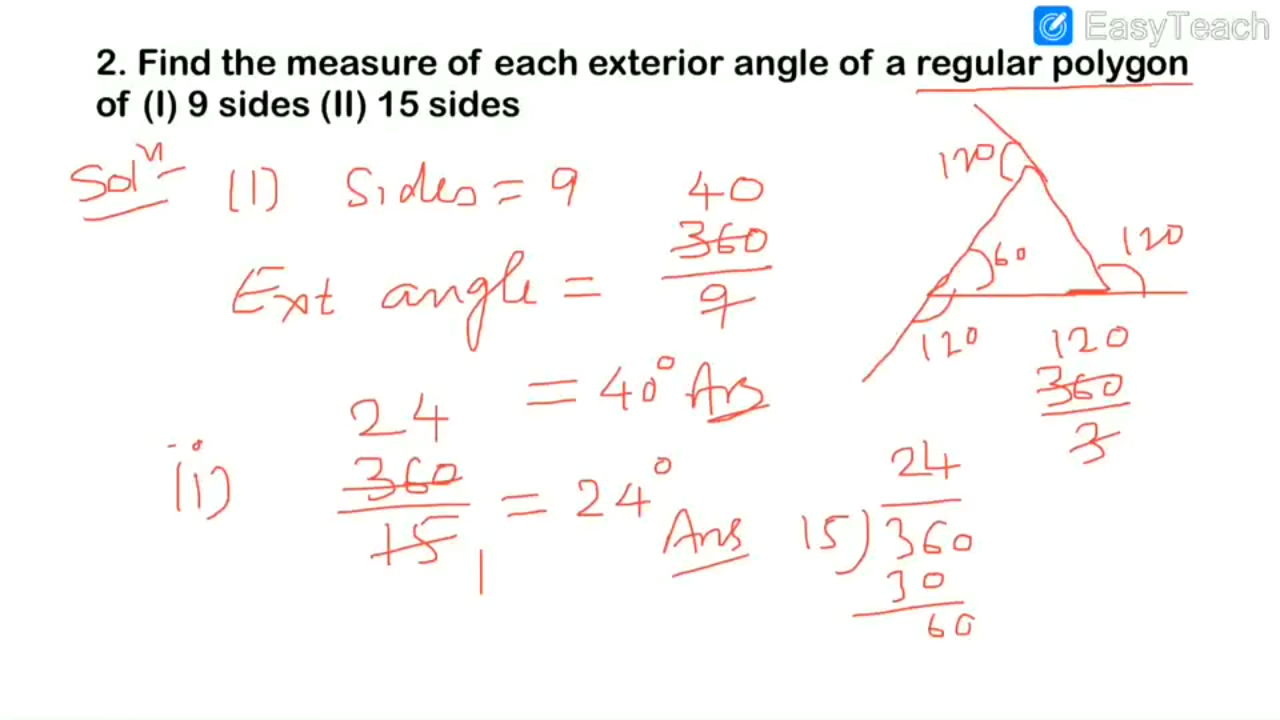 EasyTeach
2. Find the measure of each exterior angle of a regular polygon
of (I) 9 sides (II) 15 sides
Solⁿ
(I) Sides = 9
Ext angle = 360/9
40
= 40° Ans
(ii) 360/15 = 24° Ans
24
1
120
60
120
120
120
360/3
24
15)360
30
60